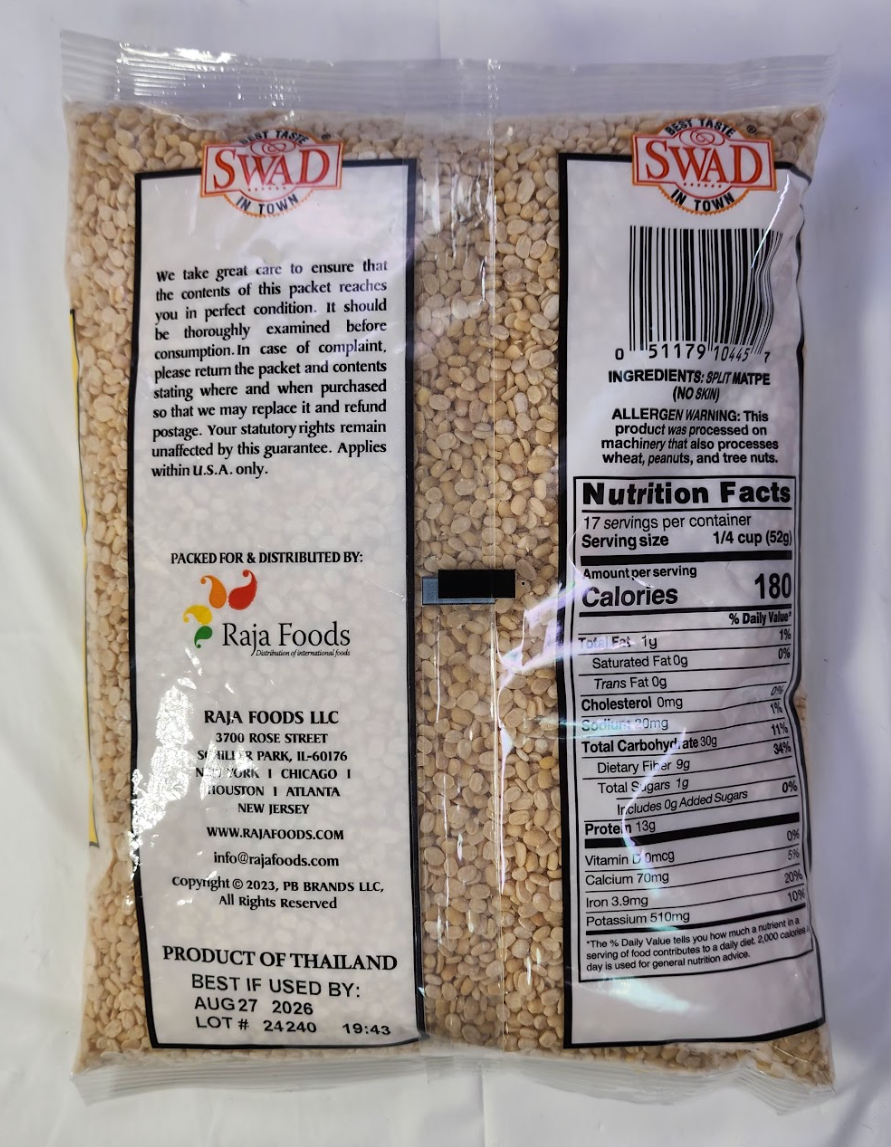 BEST TASTE
SWAD
IN TOWN
We take great care to ensure that
the contents of this packet reaches
you in perfect condition. It should
be thoroughly examined before
consumption. In case of complaint,
please return the packet and contents
stating where and when purchased
so that we may replace it and refund
postage. Your statutory rights remain
unaffected by this guarantee. Applies
within U.S.A. only.
PACKED FOR & DISTRIBUTED BY:
Raja Foods
Distribution of international foods
RAJA FOODS LLC
3700 ROSE STREET
SCHILLER PARK, IL-60176
NEW YORK I CHICAGO I
HOUSTON I ATLANTA
NEW JERSEY
WWW.RAJAFOODS.COM
info@rajafoods.com
Copyright © 2023, PB BRANDS LLC,
All Rights Reserved
PRODUCT OF THAILAND
BEST IF USED BY:
AUG 27 2026
LOT # 24240 19:43
BEST TASTE ®
SWAD
IN TOWN
0 51179 10445 7
INGREDIENTS: SPLIT MATPE
(NO SKIN)
ALLERGEN WARNING: This
product was processed on
machinery that also processes
wheat, peanuts, and tree nuts.
Nutrition Facts
17 servings per container
Serving size 1/4 cup (52g)
Amount per serving
Calories 180
% Daily Value*
Total Fat 1g 1%
Saturated Fat 0g 0%
Trans Fat 0g
Cholesterol 0mg 0%
Sodium 20mg 1%
Total Carbohydrate 30g 11%
Dietary Fiber 9g 34%
Total Sugars 1g
Includes 0g Added Sugars 0%
Protein 13g
Vitamin D 0mcg 0%
Calcium 70mg 5%
Iron 3.9mg 20%
Potassium 510mg 10%
*The % Daily Value tells you how much a nutrient in a
serving of food contributes to a daily diet. 2,000 calories a
day is used for general nutrition advice.